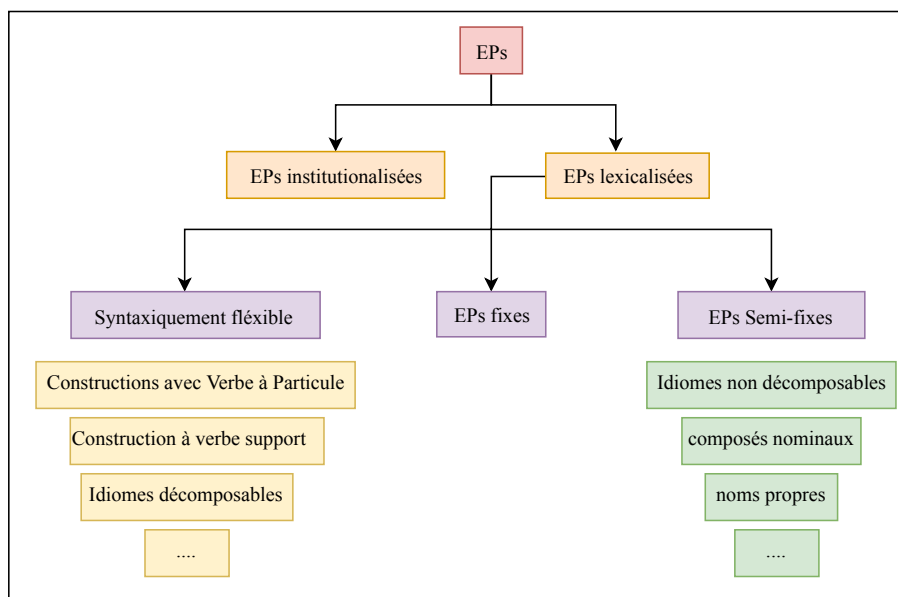 EPs
EPs institutionalisées
EPs lexicalisées
Syntaxiquement fléxible
EPs fixes
EPs Semi-fixes
Constructions avec Verbe à Particule
Idiomes non décomposables
Construction à verbe support
composés nominaux
Idiomes décomposables
noms propres
....
....